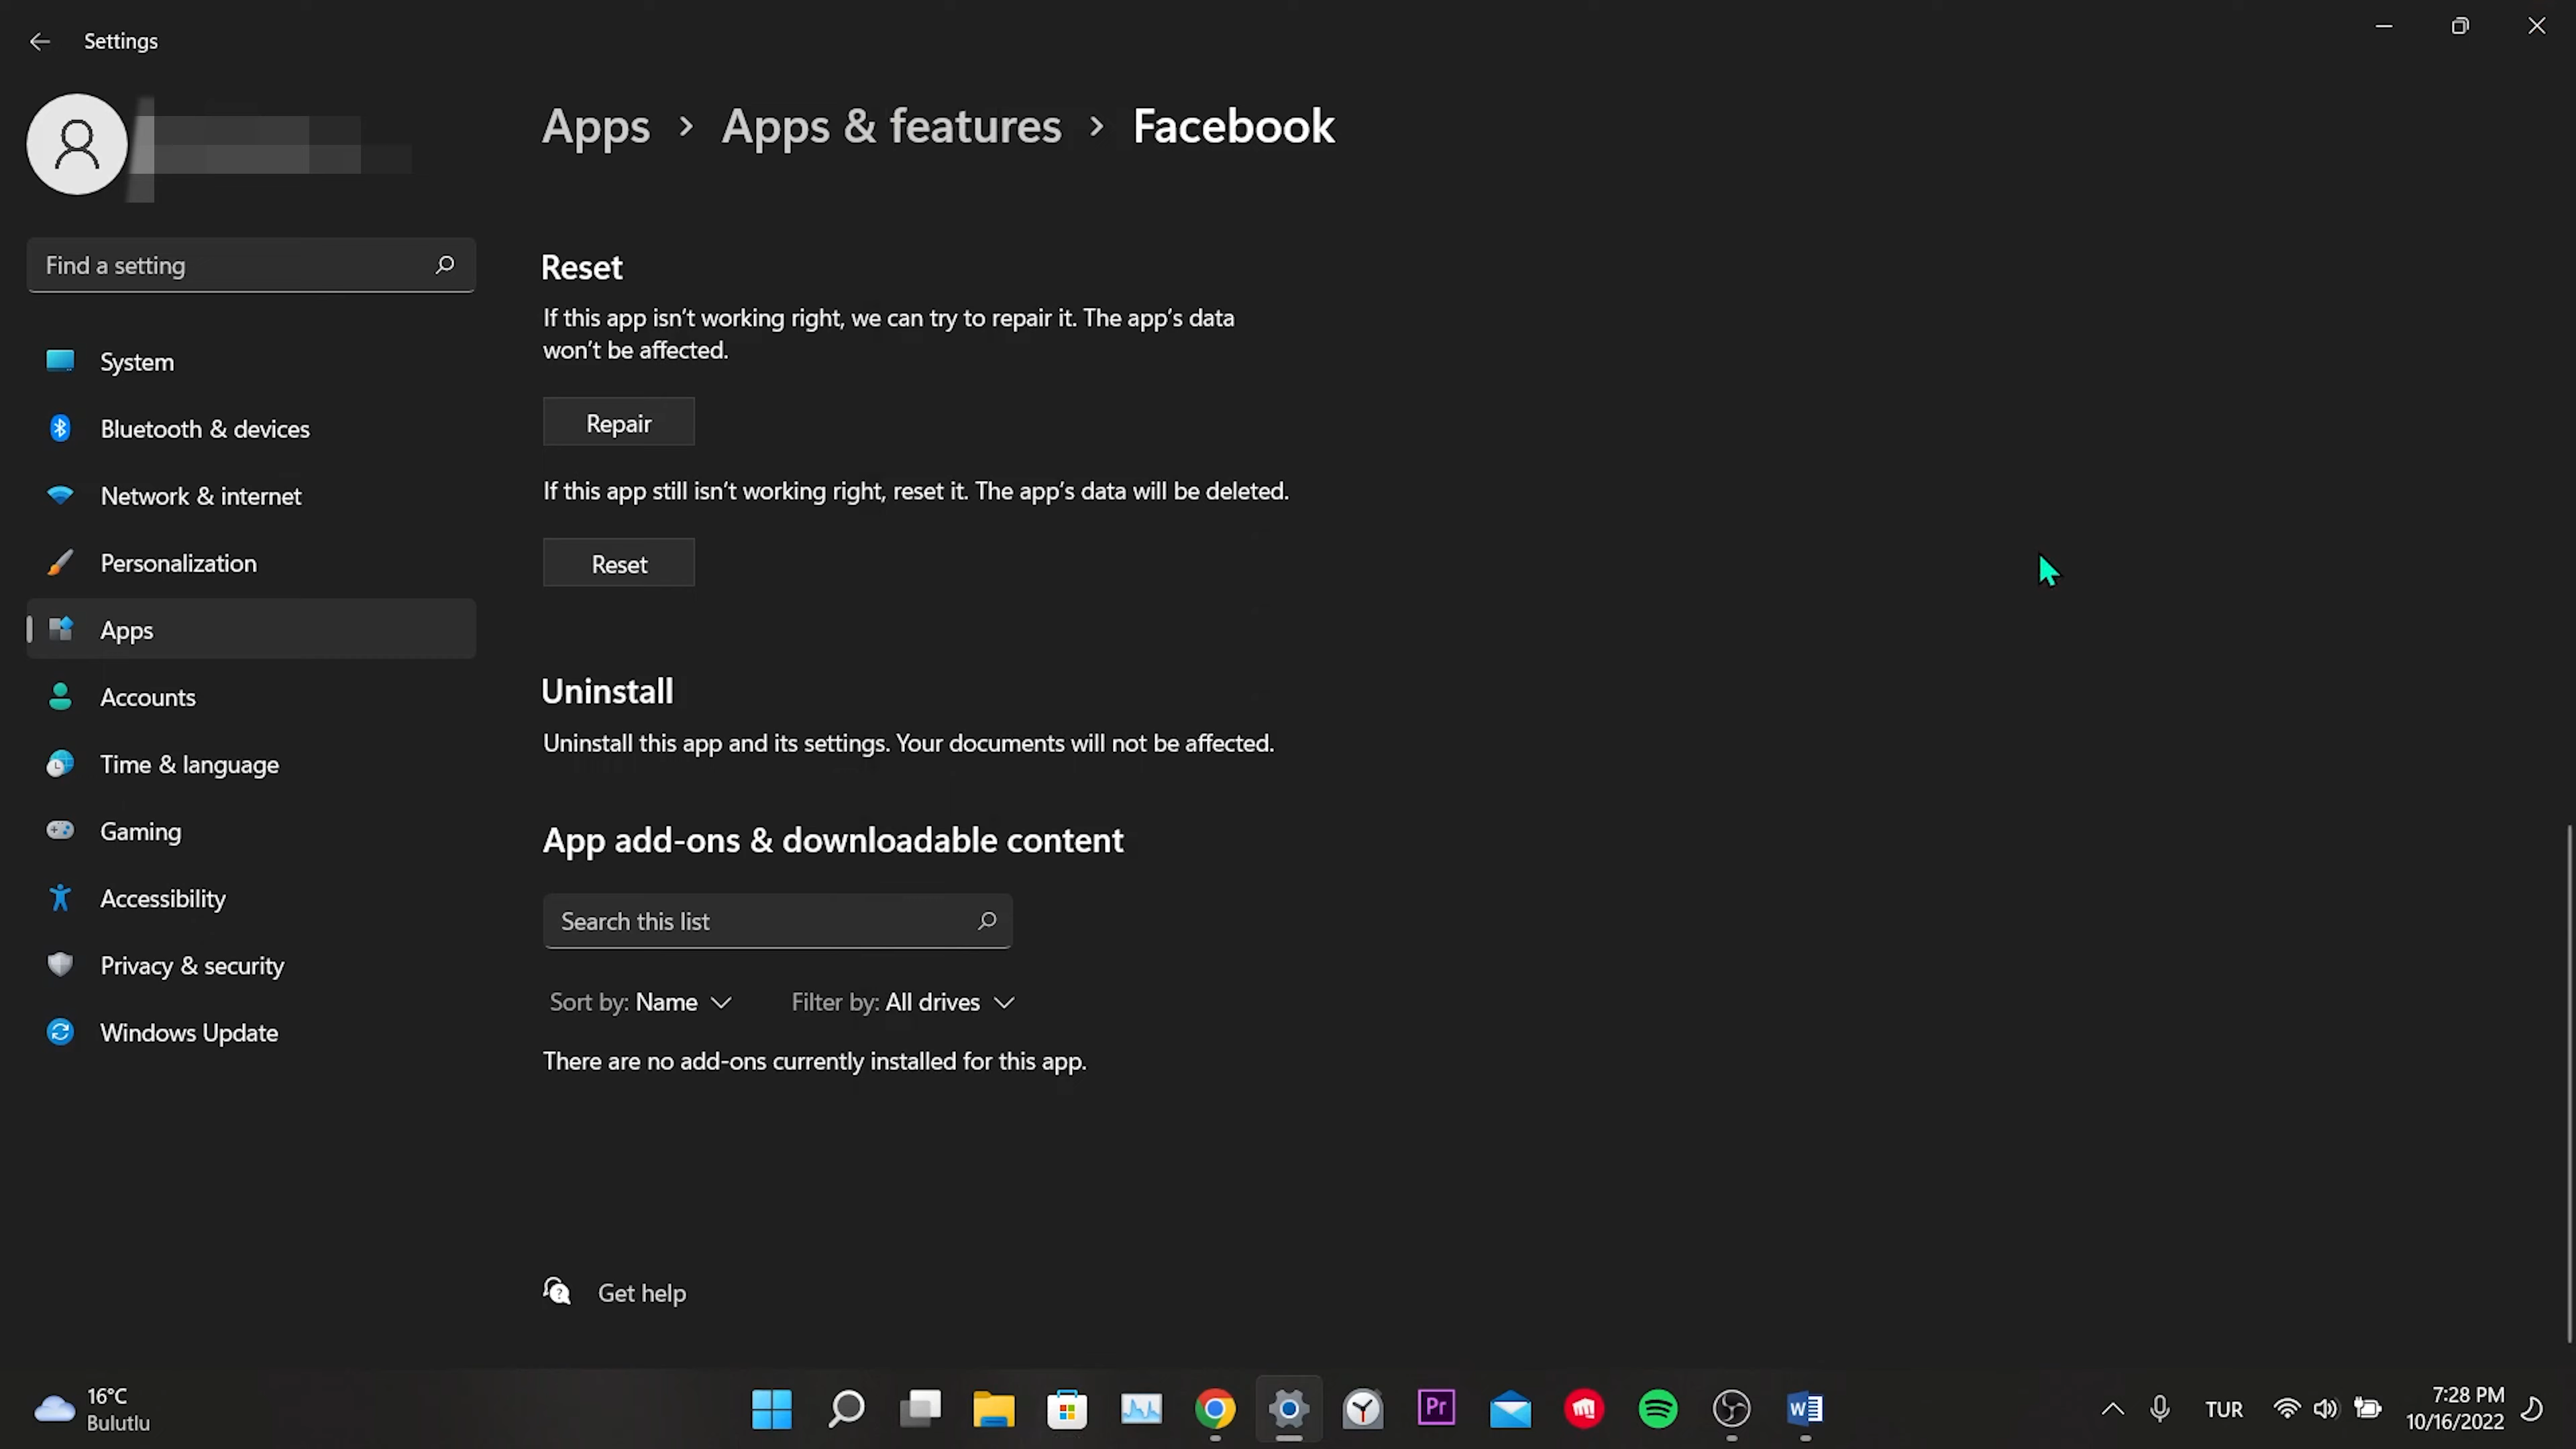 Settings
Apps > Apps & features > Facebook
Find a setting
System
Bluetooth & devices
Network & internet
Personalization
Apps
Accounts
Time & language
Gaming
Accessibility
Privacy & security
Windows Update
Reset
If this app isn't working right, we can try to repair it. The app's data
won't be affected.
Repair
If this app still isn't working right, reset it. The app's data will be deleted.
Reset
Uninstall
Uninstall this app and its settings. Your documents will not be affected.
App add-ons & downloadable content
Search this list
Sort by: Name
Filter by: All drives
There are no add-ons currently installed for this app.
Get help
16°C
Bulutlu
Pr
W
TUR
7:28 PM
10/16/2022